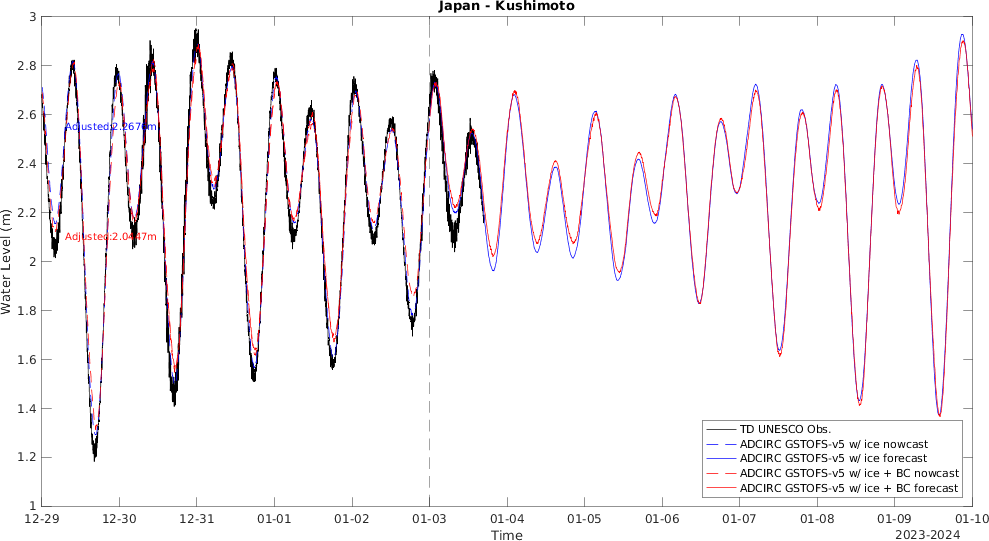 Japan - Kushimoto
Water Level (m)
3
2.8
2.6
2.4
2.2
2
1.8
1.6
1.4
1.2
1
Adjusted:2.2676m
Adjusted:2.0447m
TD UNESCO Obs.
ADCIRC GSTOFS-v5 w/ ice nowcast
ADCIRC GSTOFS-v5 w/ ice forecast
ADCIRC GSTOFS-v5 w/ ice + BC nowcast
ADCIRC GSTOFS-v5 w/ ice + BC forecast
12-29 12-30 12-31 01-01 01-02 01-03 01-04 01-05 01-06 01-07 01-08 01-09 01-10
Time
2023-2024